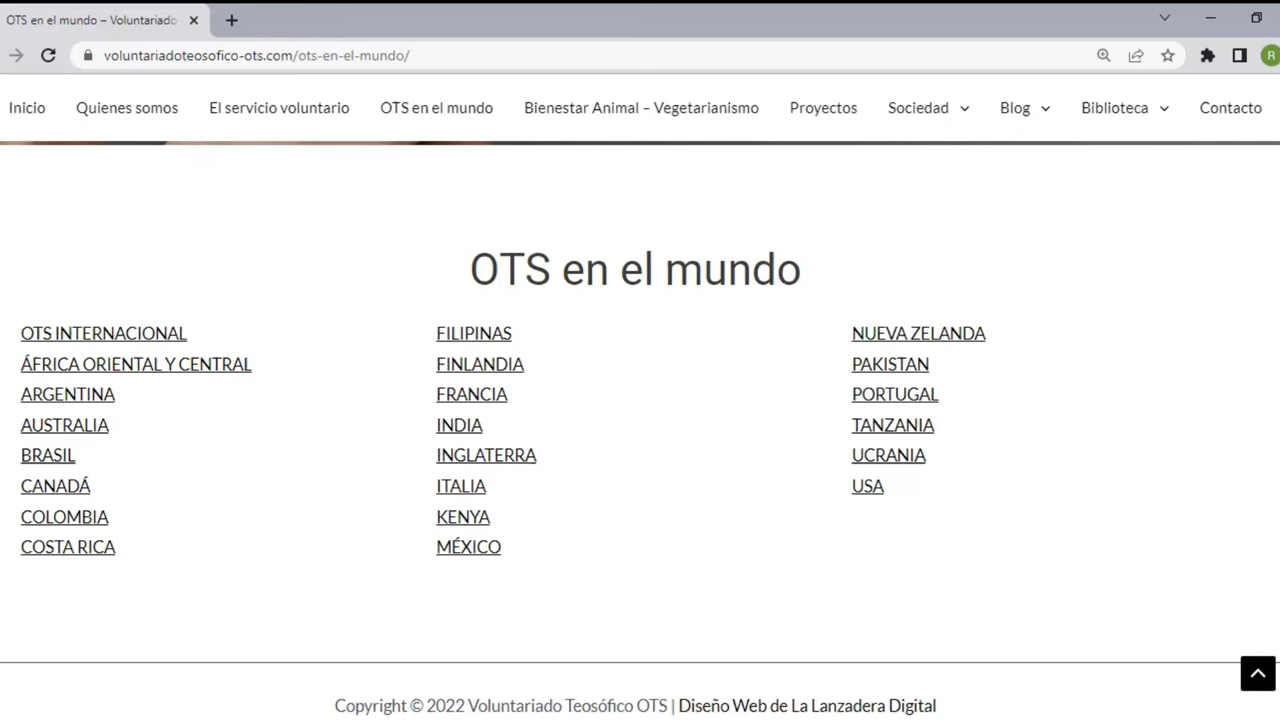 OTS en el mundo – Voluntariado
voluntariadoteosofico-ots.com/ots-en-el-mundo/
R
Inicio Quienes somos El servicio voluntario OTS en el mundo Bienestar Animal – Vegetarianismo Proyectos Sociedad Blog Biblioteca Contacto
OTS en el mundo
OTS INTERNACIONAL
ÁFRICA ORIENTAL Y CENTRAL
ARGENTINA
AUSTRALIA
BRASIL
CANADÁ
COLOMBIA
COSTA RICA
FILIPINAS
FINLANDIA
FRANCIA
INDIA
INGLATERRA
ITALIA
KENYA
MÉXICO
NUEVA ZELANDA
PAKISTAN
PORTUGAL
TANZANIA
UCRANIA
USA
Copyright © 2022 Voluntariado Teosófico OTS | Diseño Web de La Lanzadera Digital